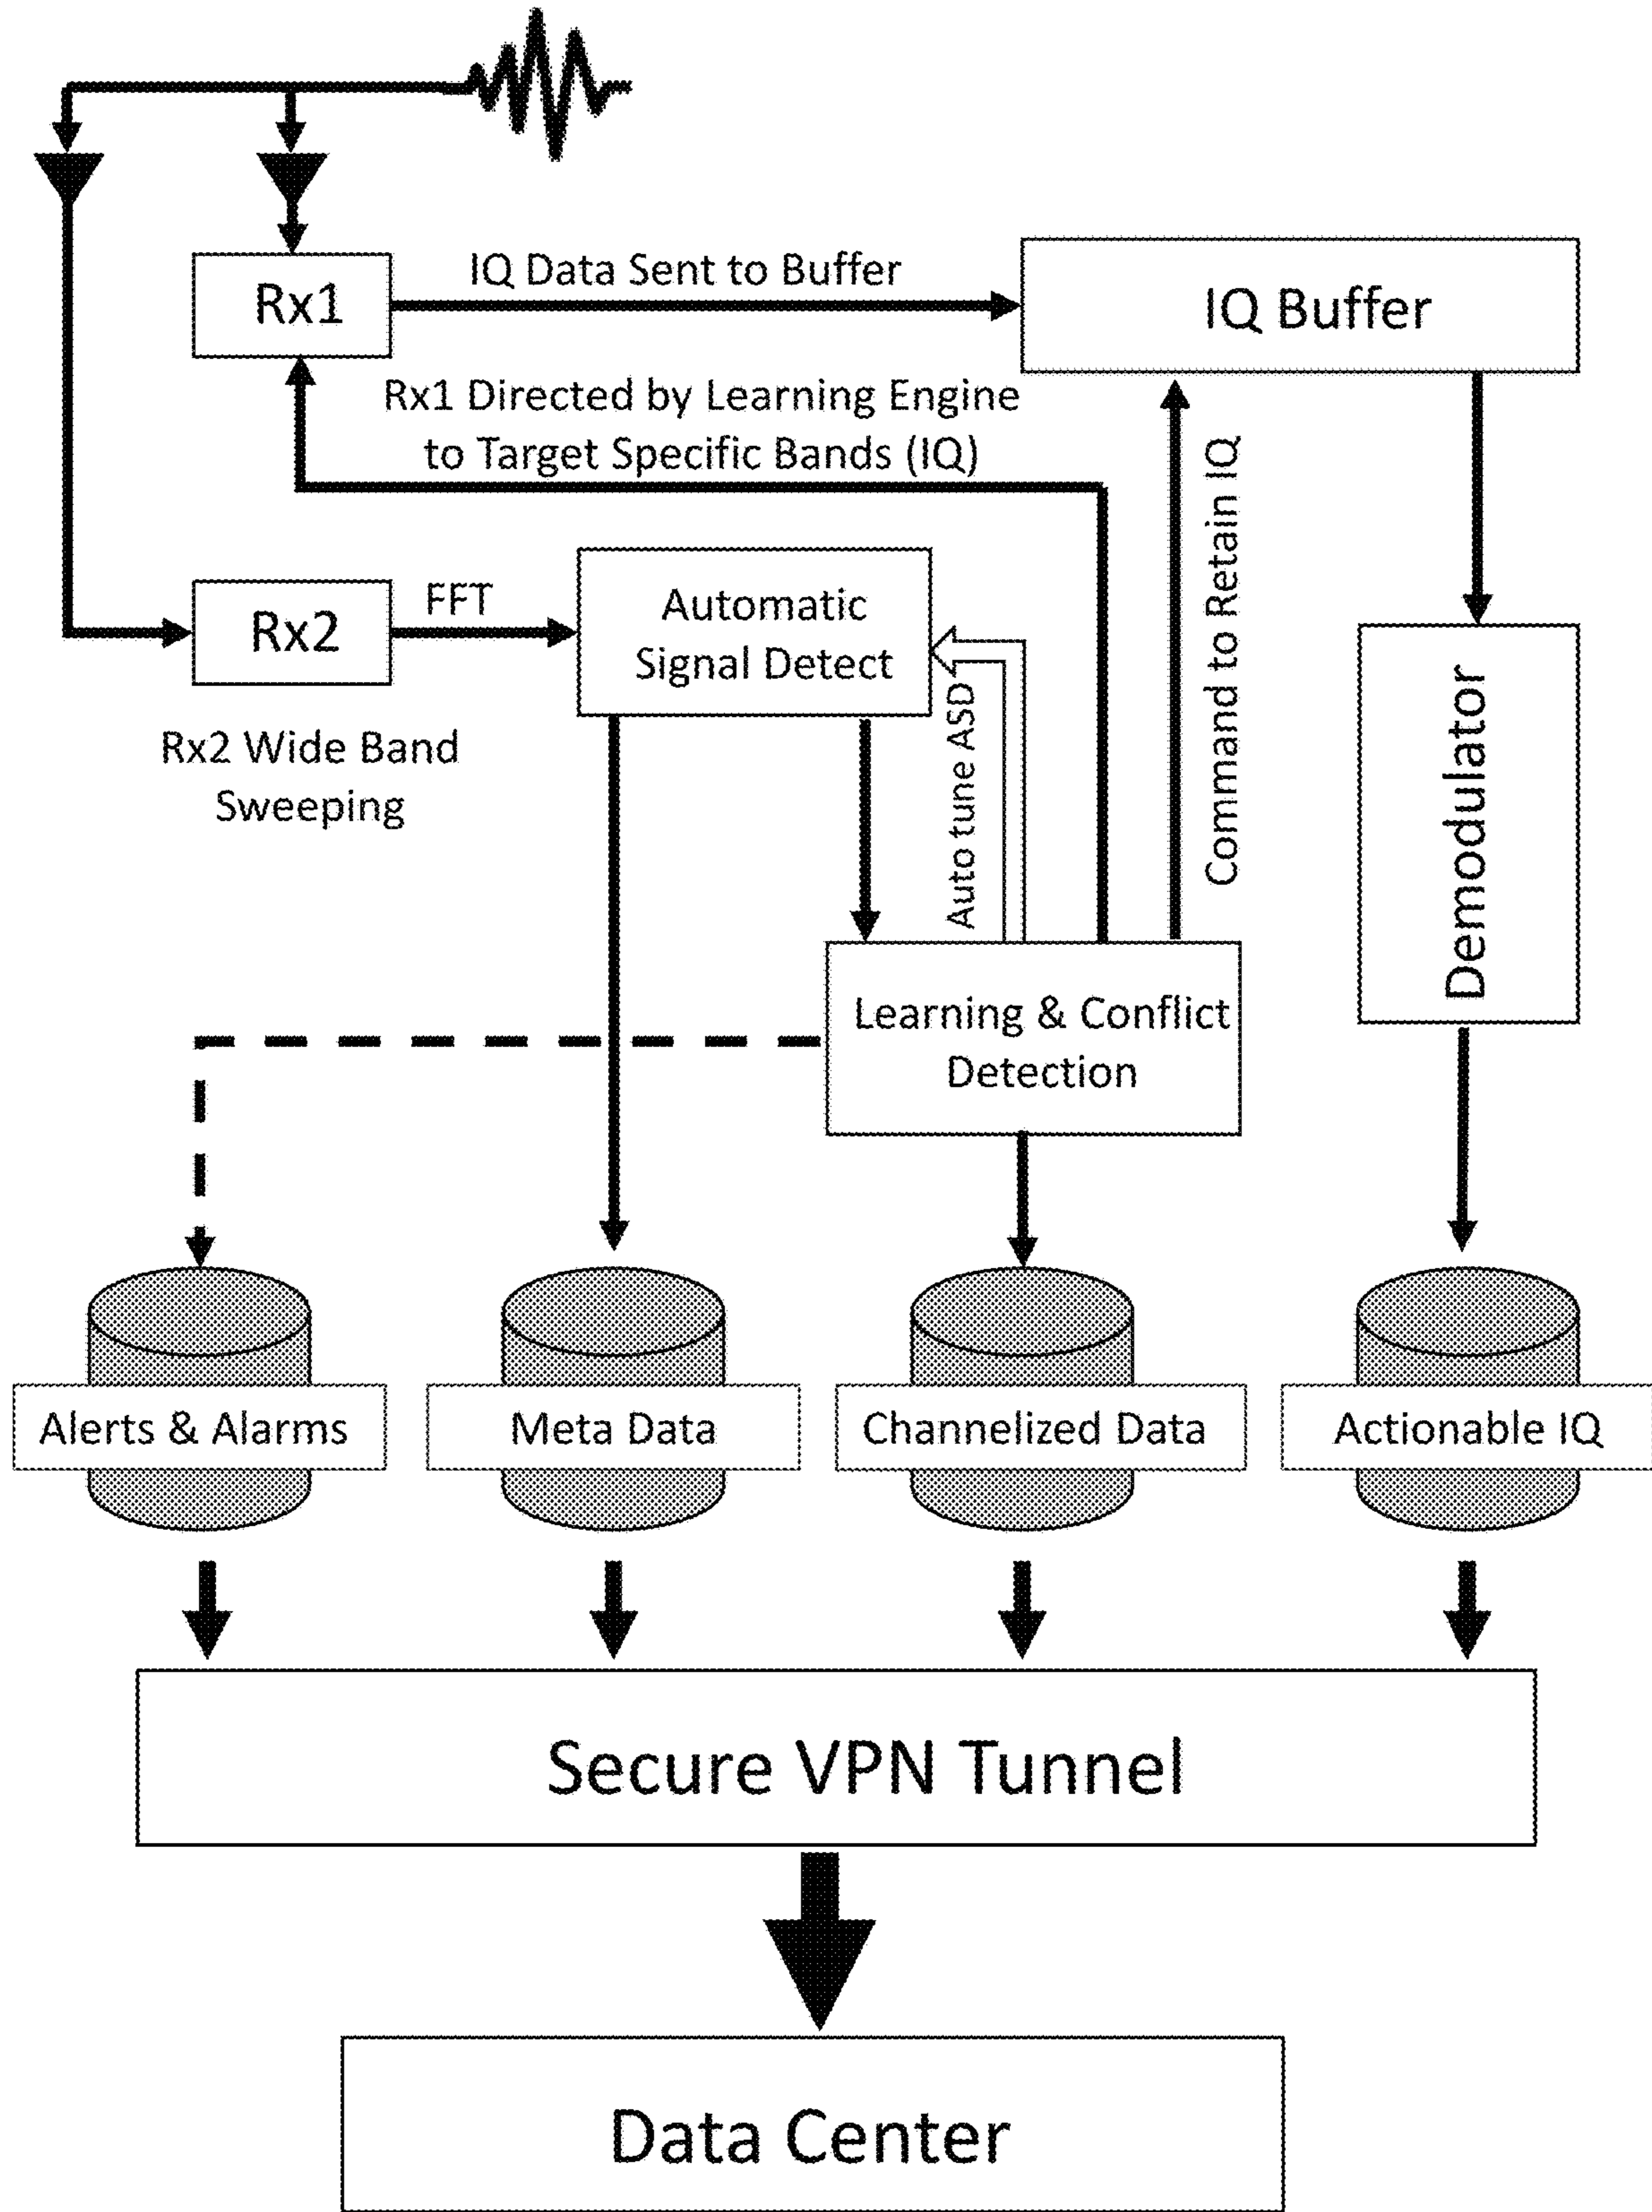 Rx1
IQ Data Sent to Buffer
IQ Buffer
Rx1 Directed by Learning Engine
to Target Specific Bands (IQ)
Command to Retain IQ
Rx2
FFT
Automatic
Signal Detect
Rx2 Wide Band
Sweeping
Auto tune ASD
Demodulator
Learning & Conflict
Detection
Alerts & Alarms
Meta Data
Channelized Data
Actionable IQ
Secure VPN Tunnel
Data Center